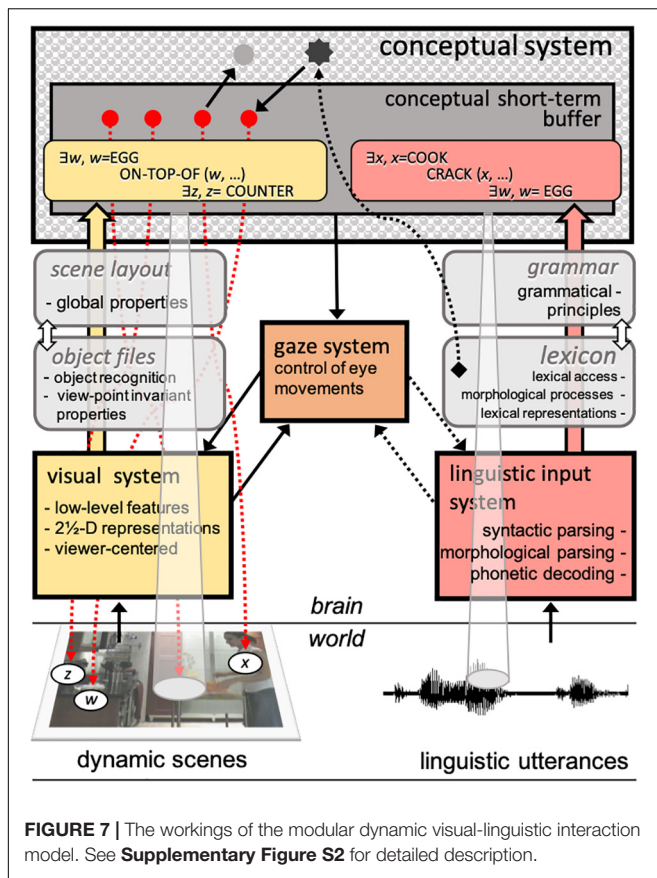 conceptual system
conceptual short-term
buffer
∃w, w=EGG
ON-TOP-OF (w, ...)
∃z, z= COUNTER
∃x, x=COOK
CRACK (x, ...)
∃w, w= EGG
scene layout
- global properties
object files
- object recognition
- view-point invariant
properties
grammar
grammatical -
principles
lexicon
lexical access -
morphological processes -
lexical representations -
gaze system
control of eye
movements
visual system
- low-level features
- 2½-D representations
- viewer-centered
linguistic input
system
syntactic parsing -
morphological parsing -
phonetic decoding -
brain
world
z
w
x
dynamic scenes
linguistic utterances
FIGURE 7 | The workings of the modular dynamic visual-linguistic interaction
model. See Supplementary Figure S2 for detailed description.